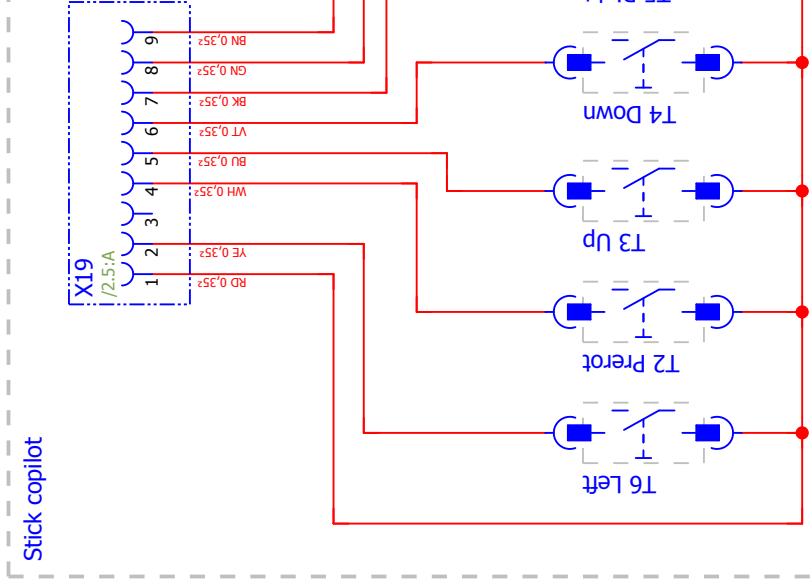 9
BN 0,35²
8
GN 0,35²
7
BK 0,35²
6
VT 0,35²
5
BU 0,35²
4
WH 0,35²
3
2
YE 0,35²
1
RD 0,35²
X19
/2.5:A
T4 Down
T3 Up
T2 Prerot
T6 Left
Stick copilot